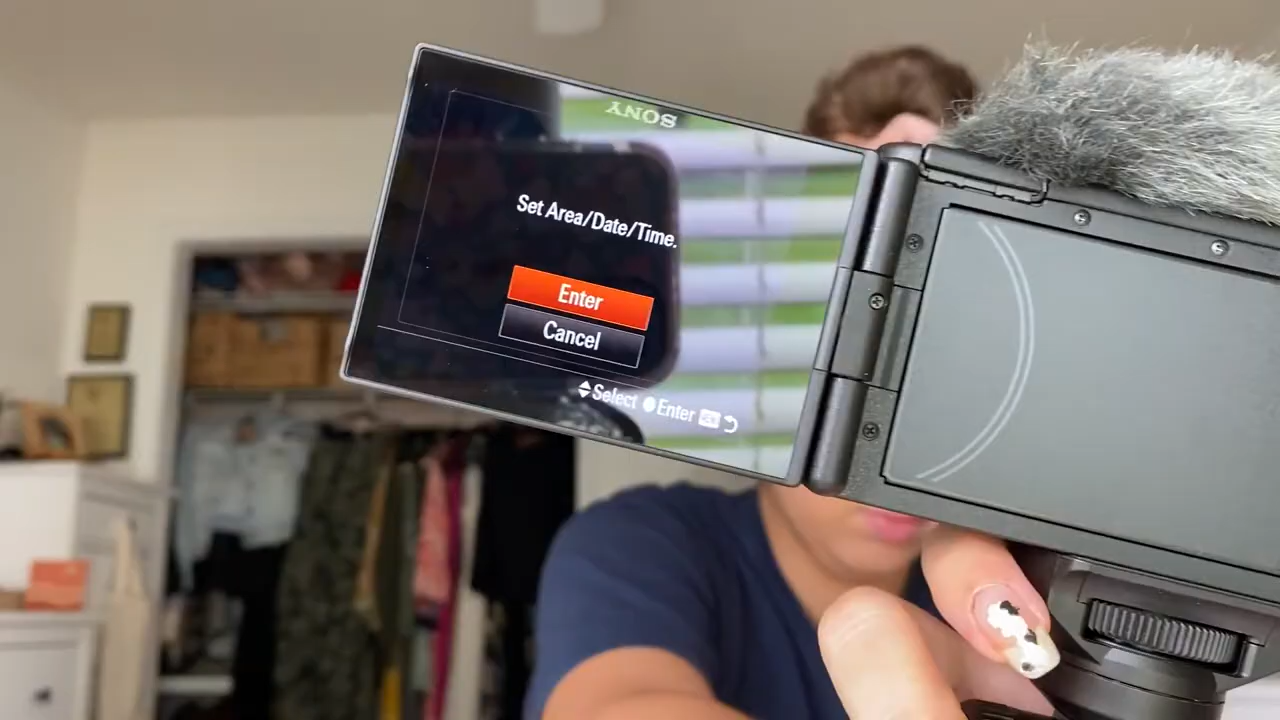 SONY
Set Area/Date/Time.
Enter
Cancel
Select Enter